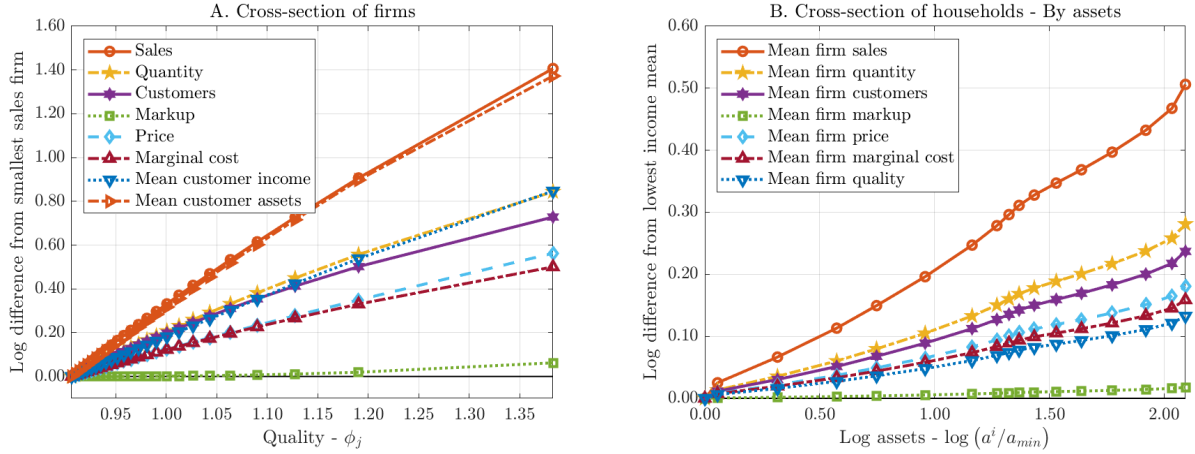 A. Cross-section of firms
Log difference from smallest sales firm
1.60
1.40
1.20
1.00
0.80
0.60
0.40
0.20
0.00
Sales
Quantity
Customers
Markup
Price
Marginal cost
Mean customer income
Mean customer assets
0.95 1.00 1.05 1.10 1.15 1.20 1.25 1.30 1.35
Quality - ϕ_j
B. Cross-section of households - By assets
Log difference from lowest income mean
0.60
0.50
0.40
0.30
0.20
0.10
0.00
Mean firm sales
Mean firm quantity
Mean firm customers
Mean firm markup
Mean firm price
Mean firm marginal cost
Mean firm quality
0.00 0.50 1.00 1.50 2.00
Log assets - log (a^i/a_min)